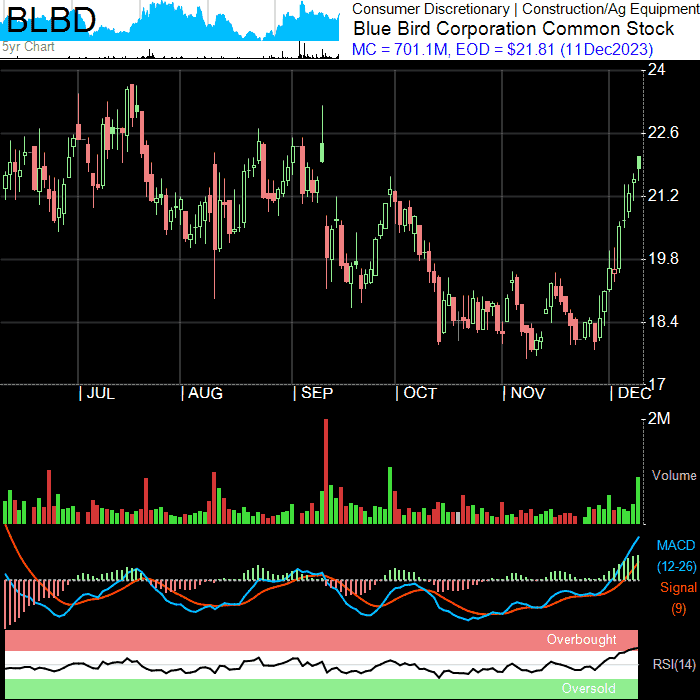 BLBD
5yr Chart
Consumer Discretionary | Construction/Ag Equipment
Blue Bird Corporation Common Stock
MC = 701.1M, EOD = $21.81 (11Dec2023)
24
22.6
21.2
19.8
18.4
17
| JUL | AUG | SEP | OCT | NOV | DEC
2M
Volume
MACD
(12-26)
Signal
(9)
Overbought
RSI(14)
Oversold